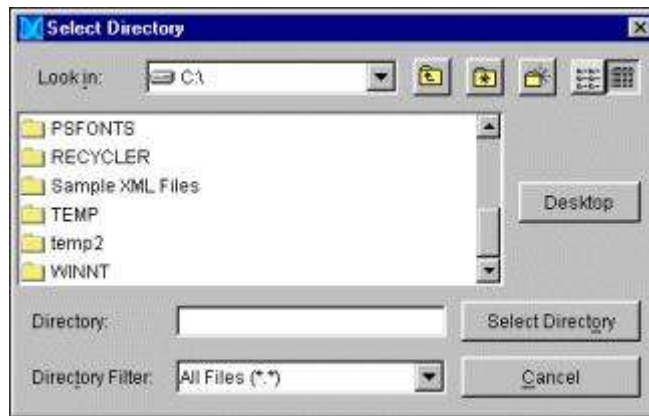 Select Directory
Look in: C:\
PSFONTS
RECYCLER
Sample XML Files
TEMP
temp2
WINNT
Desktop
Directory: Select Directory
Directory Filter: All Files (*.*) Cancel